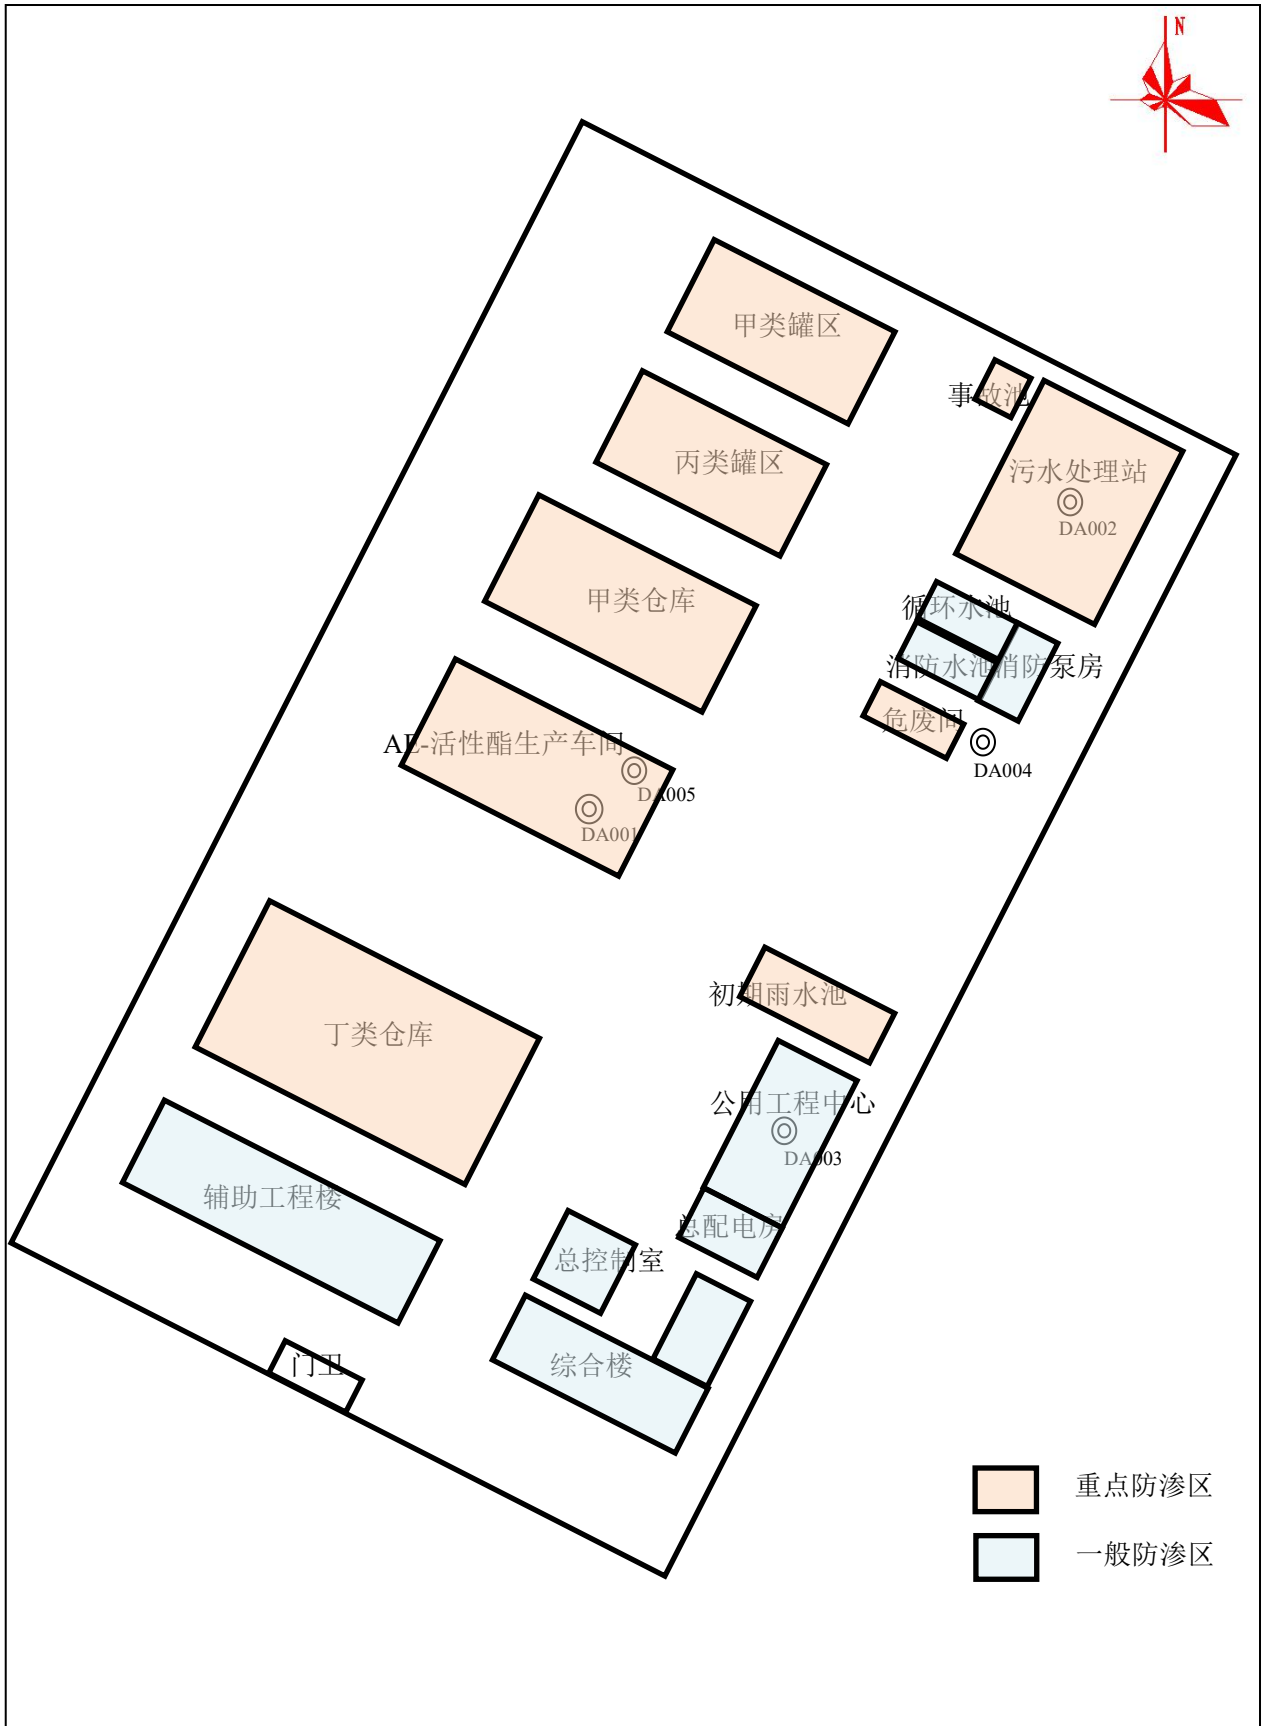 N
甲类罐区
事故池
丙类罐区
污水处理站
DA002
甲类仓库
循环水池
消防水池
消防泵房
危废间
AE-活性酯生产车间
DA004
DA005
DA001
初期雨水池
丁类仓库
公用工程中心
DA003
辅助工程楼
总配电房
总控制室
门卫
综合楼
重点防渗区
一般防渗区